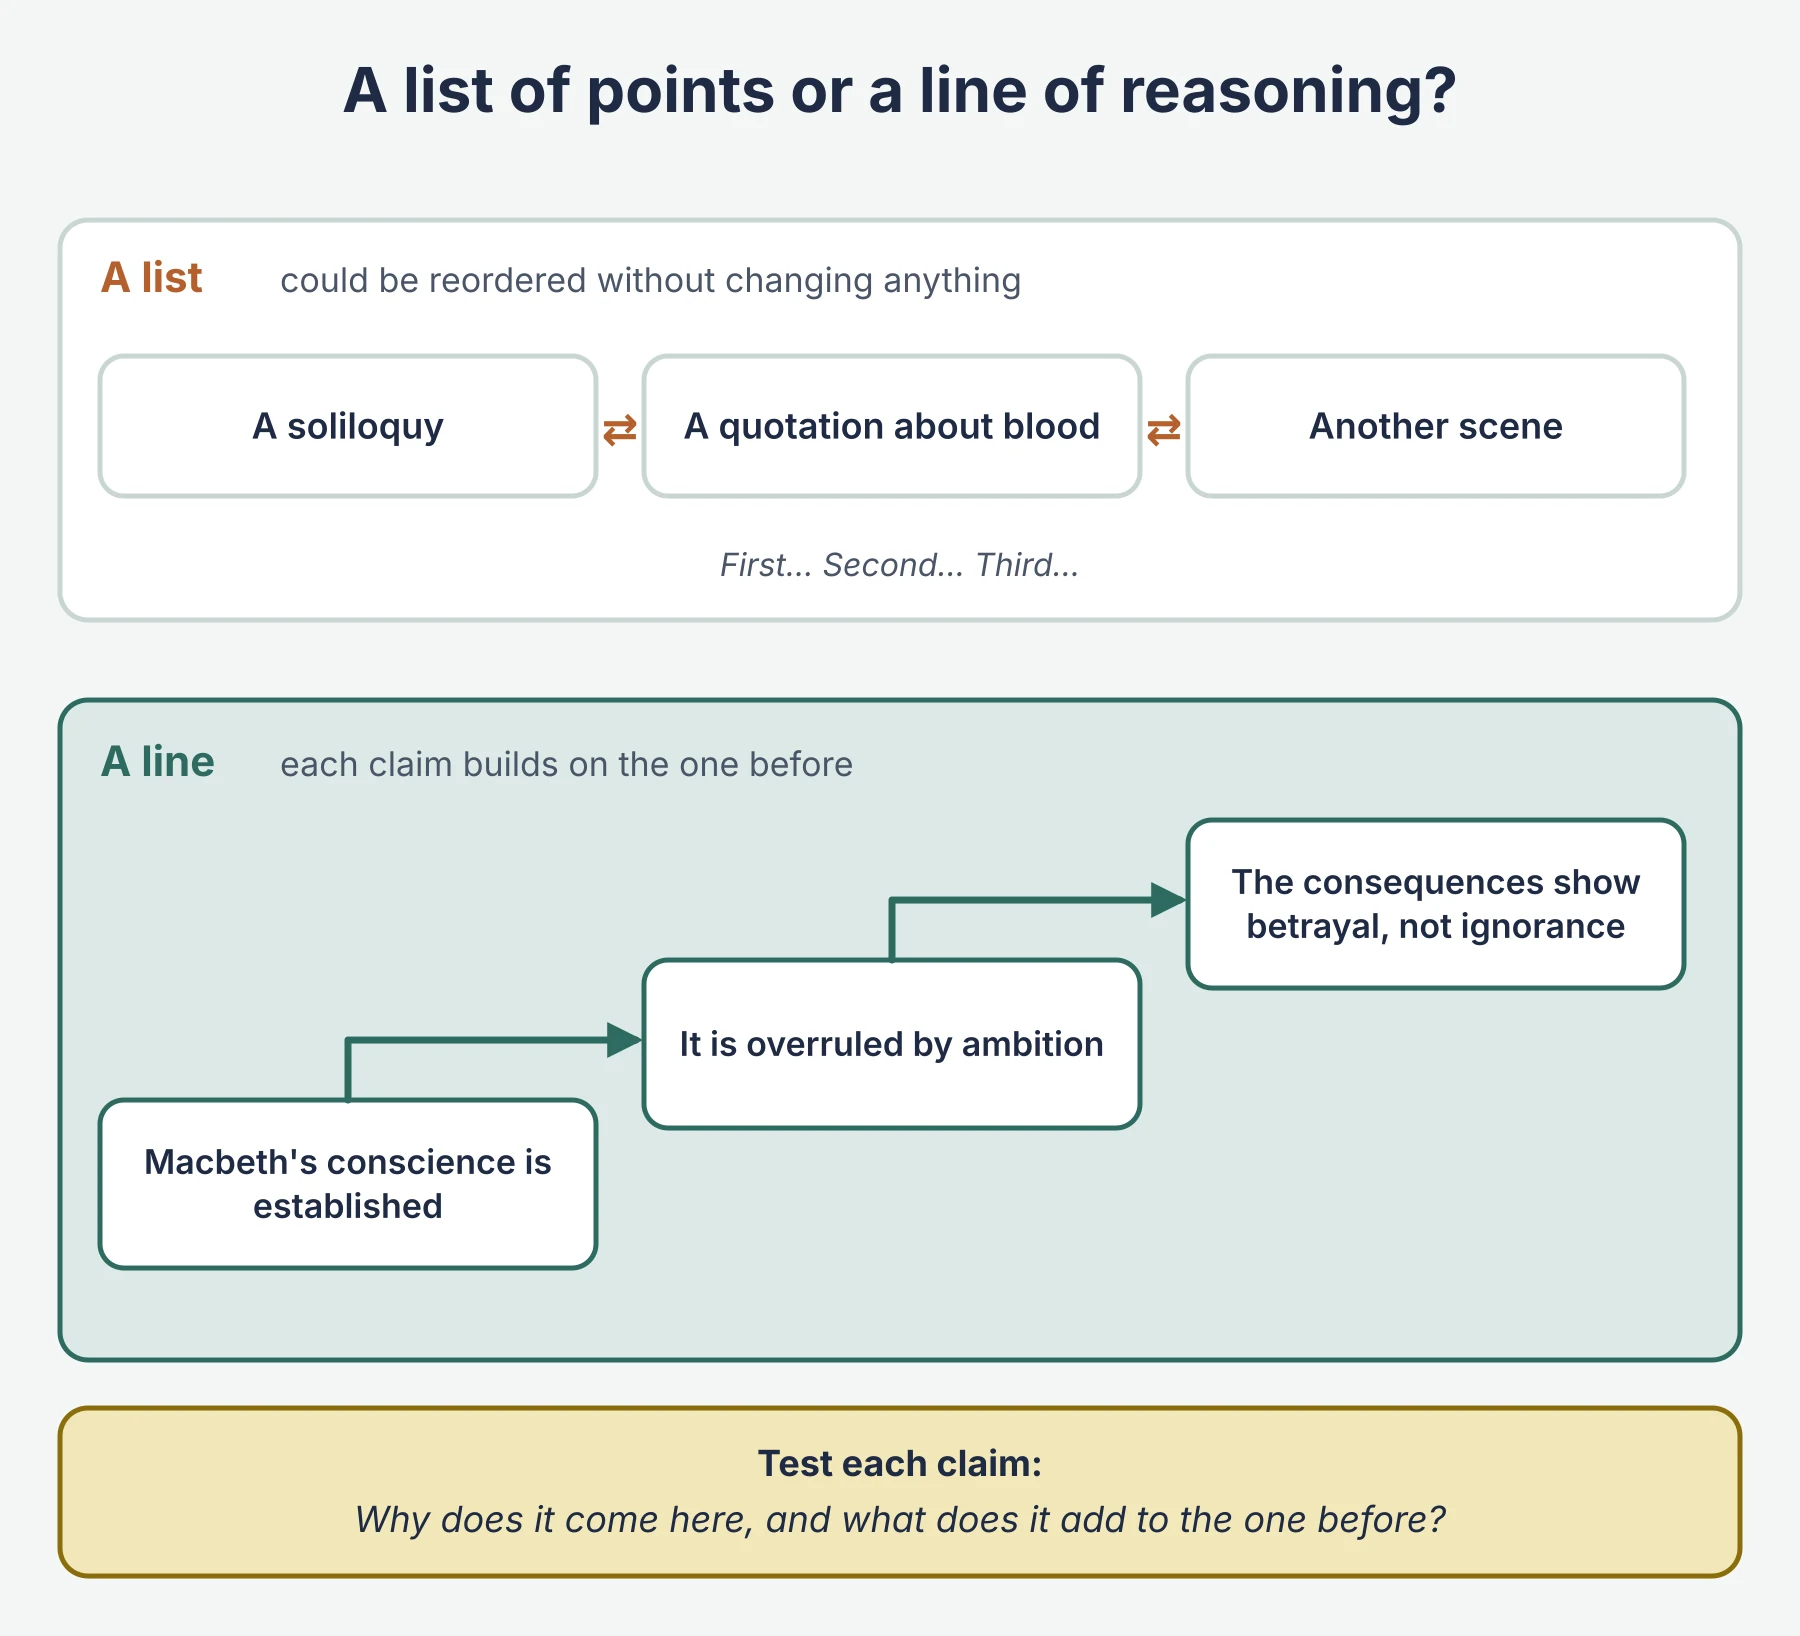 A list of points or a line of reasoning?
A list
could be reordered without changing anything
A soliloquy
⇄
A quotation about blood
⇄
Another scene
First... Second... Third...
A line
each claim builds on the one before
The consequences show
betrayal, not ignorance
It is overruled by ambition
Macbeth's conscience is
established
Test each claim:
Why does it come here, and what does it add to the one before?